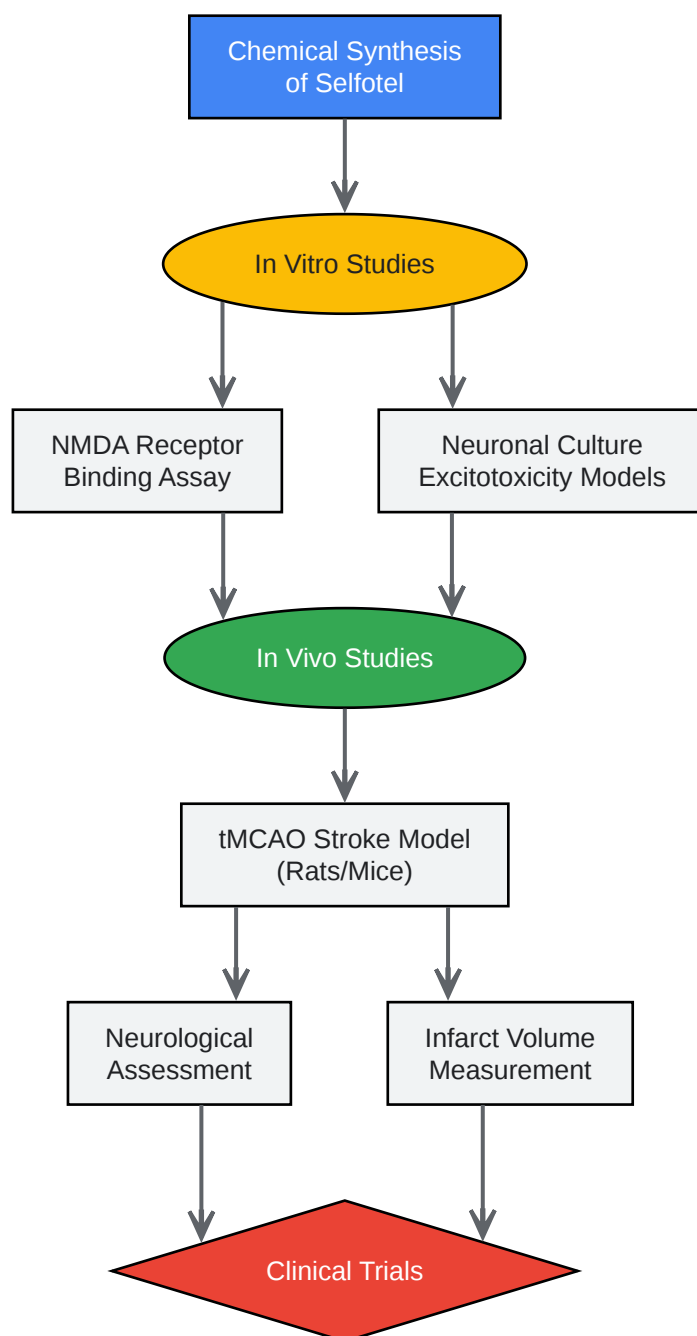 Chemical Synthesis
of Selfotel
In Vitro Studies
NMDA Receptor
Binding Assay
Neuronal Culture
Excitotoxicity Models
In Vivo Studies
tMCAO Stroke Model
(Rats/Mice)
Neurological
Assessment
Infarct Volume
Measurement
Clinical Trials